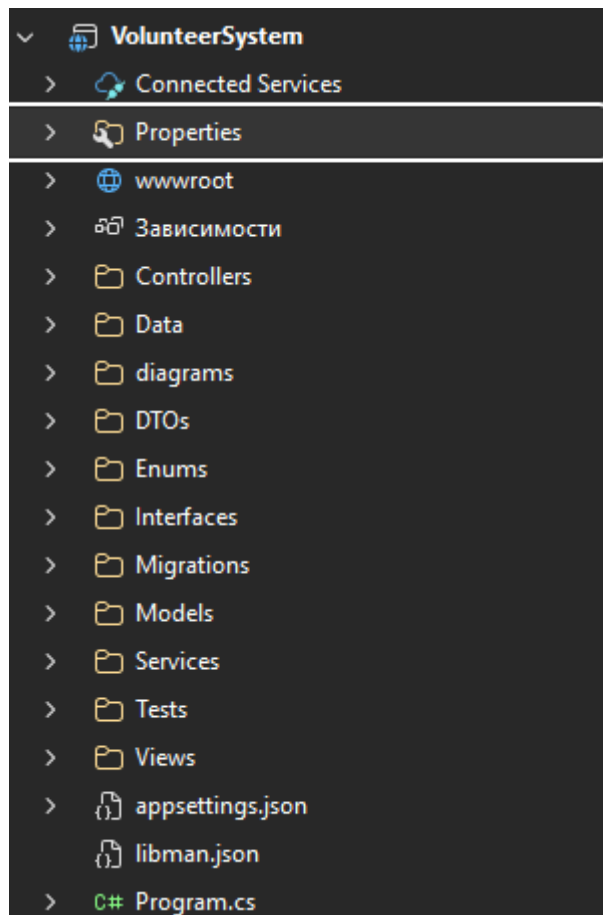 VolunteerSystem
Connected Services
Properties
wwwroot
Зависимости
Controllers
Data
diagrams
DTOs
Enums
Interfaces
Migrations
Models
Services
Tests
Views
appsettings.json
libman.json
C# Program.cs